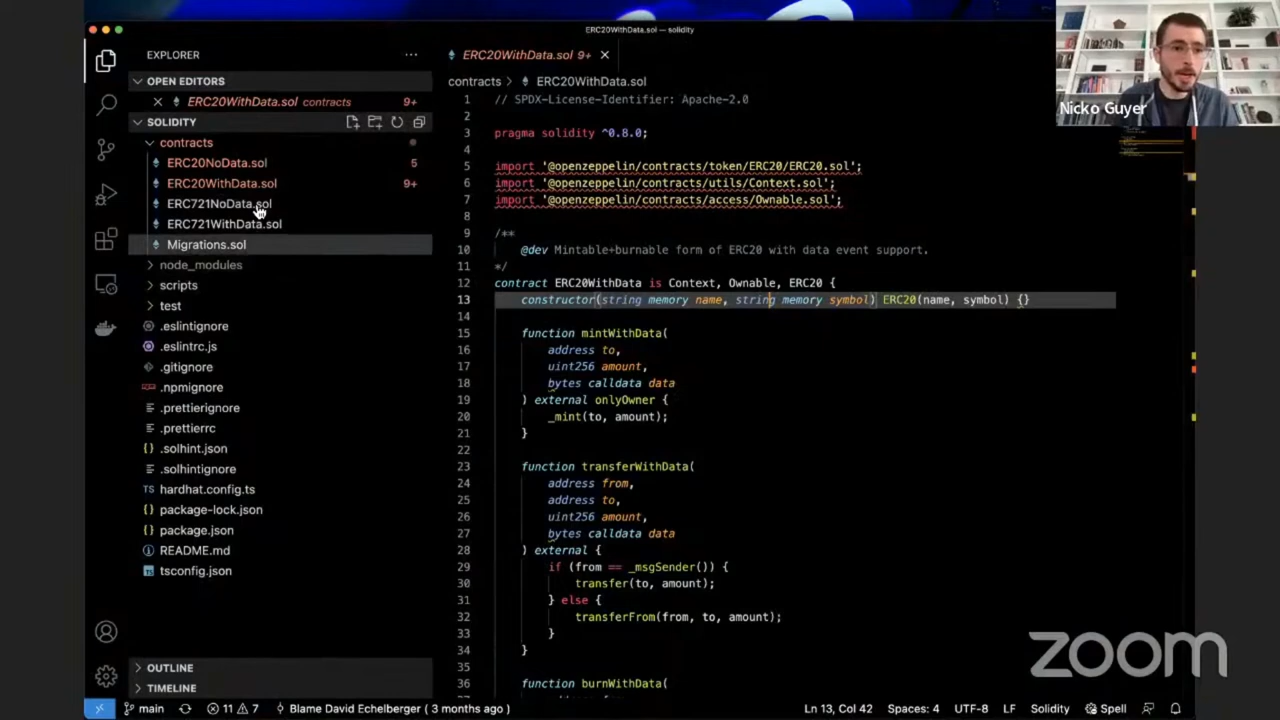 ERC20WithData.sol — solidity
Nicko Guyer
EXPLORER
OPEN EDITORS
ERC20WithData.sol contracts 9+
SOLIDITY
contracts
ERC20NoData.sol 5
ERC20WithData.sol 9+
ERC721NoData.sol
ERC721WithData.sol
Migrations.sol
node_modules
scripts
test
.eslintignore
.eslintrc.js
.gitignore
.npmignore
.prettierignore
.prettierrc
.solhint.json
.solhintignore
hardhat.config.ts
package-lock.json
package.json
README.md
tsconfig.json
OUTLINE
TIMELINE
ERC20WithData.sol 9+
contracts > ERC20WithData.sol
1 // SPDX-License-Identifier: Apache-2.0
2
3 pragma solidity ^0.8.0;
4
5 import '@openzeppelin/contracts/token/ERC20/ERC20.sol';
6 import '@openzeppelin/contracts/utils/Context.sol';
7 import '@openzeppelin/contracts/access/Ownable.sol';
8
9 /**
10 @dev Mintable+burnable form of ERC20 with data event support.
11 */
12 contract ERC20WithData is Context, Ownable, ERC20 {
13 constructor(string memory name, string memory symbol) ERC20(name, symbol) {}
14
15 function mintWithData(
16 address to,
17 uint256 amount,
18 bytes calldata data
19 ) external onlyOwner {
20 _mint(to, amount);
21 }
22
23 function transferWithData(
24 address from,
25 address to,
26 uint256 amount,
27 bytes calldata data
28 ) external {
29 if (from == _msgSender()) {
30 transfer(to, amount);
31 } else {
32 transferFrom(from, to, amount);
33 }
34 }
35
36 function burnWithData(
zoom
main 11 7 Blame David Echelberger ( 3 months ago ) Ln 13, Col 42 Spaces: 4 UTF-8 LF Solidity Spell